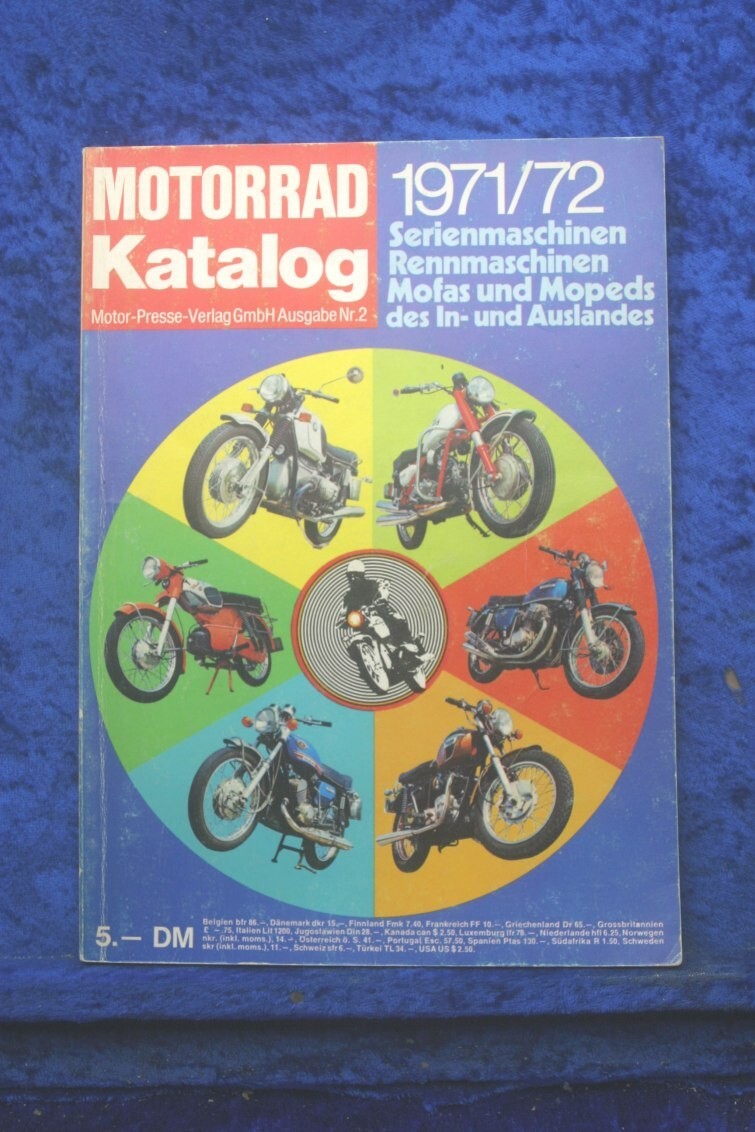 MOTORRAD
Katalog
Motor-Presse-Verlag GmbH Ausgabe Nr.2
1971/72
Serienmaschinen
Rennmaschinen
Mofas und Mopeds
des In- und Auslandes
5.— DM
Belgien bfr 86.–, Dänemark dkr 15.–, Finnland Fmk 7.40, Frankreich FF 10.–, Griechenland Dr 65.–, Grossbritannien
£ –.75, Italien Lit 1200, Jugoslawien Din 28.–, Kanada can $ 2.50, Luxemburg lfr 79.–, Niederlande hfl 6.25, Norwegen
nkr. (inkl. moms.), 14.–, Österreich ö. S. 41.–, Portugal Esc. 57.50, Spanien Ptas 130.–, Südafrika R 1.50, Schweden
skr (inkl. moms.), 11.–, Schweiz sfr 6.–, Türkei TL 34.–, USA US $ 2.50.